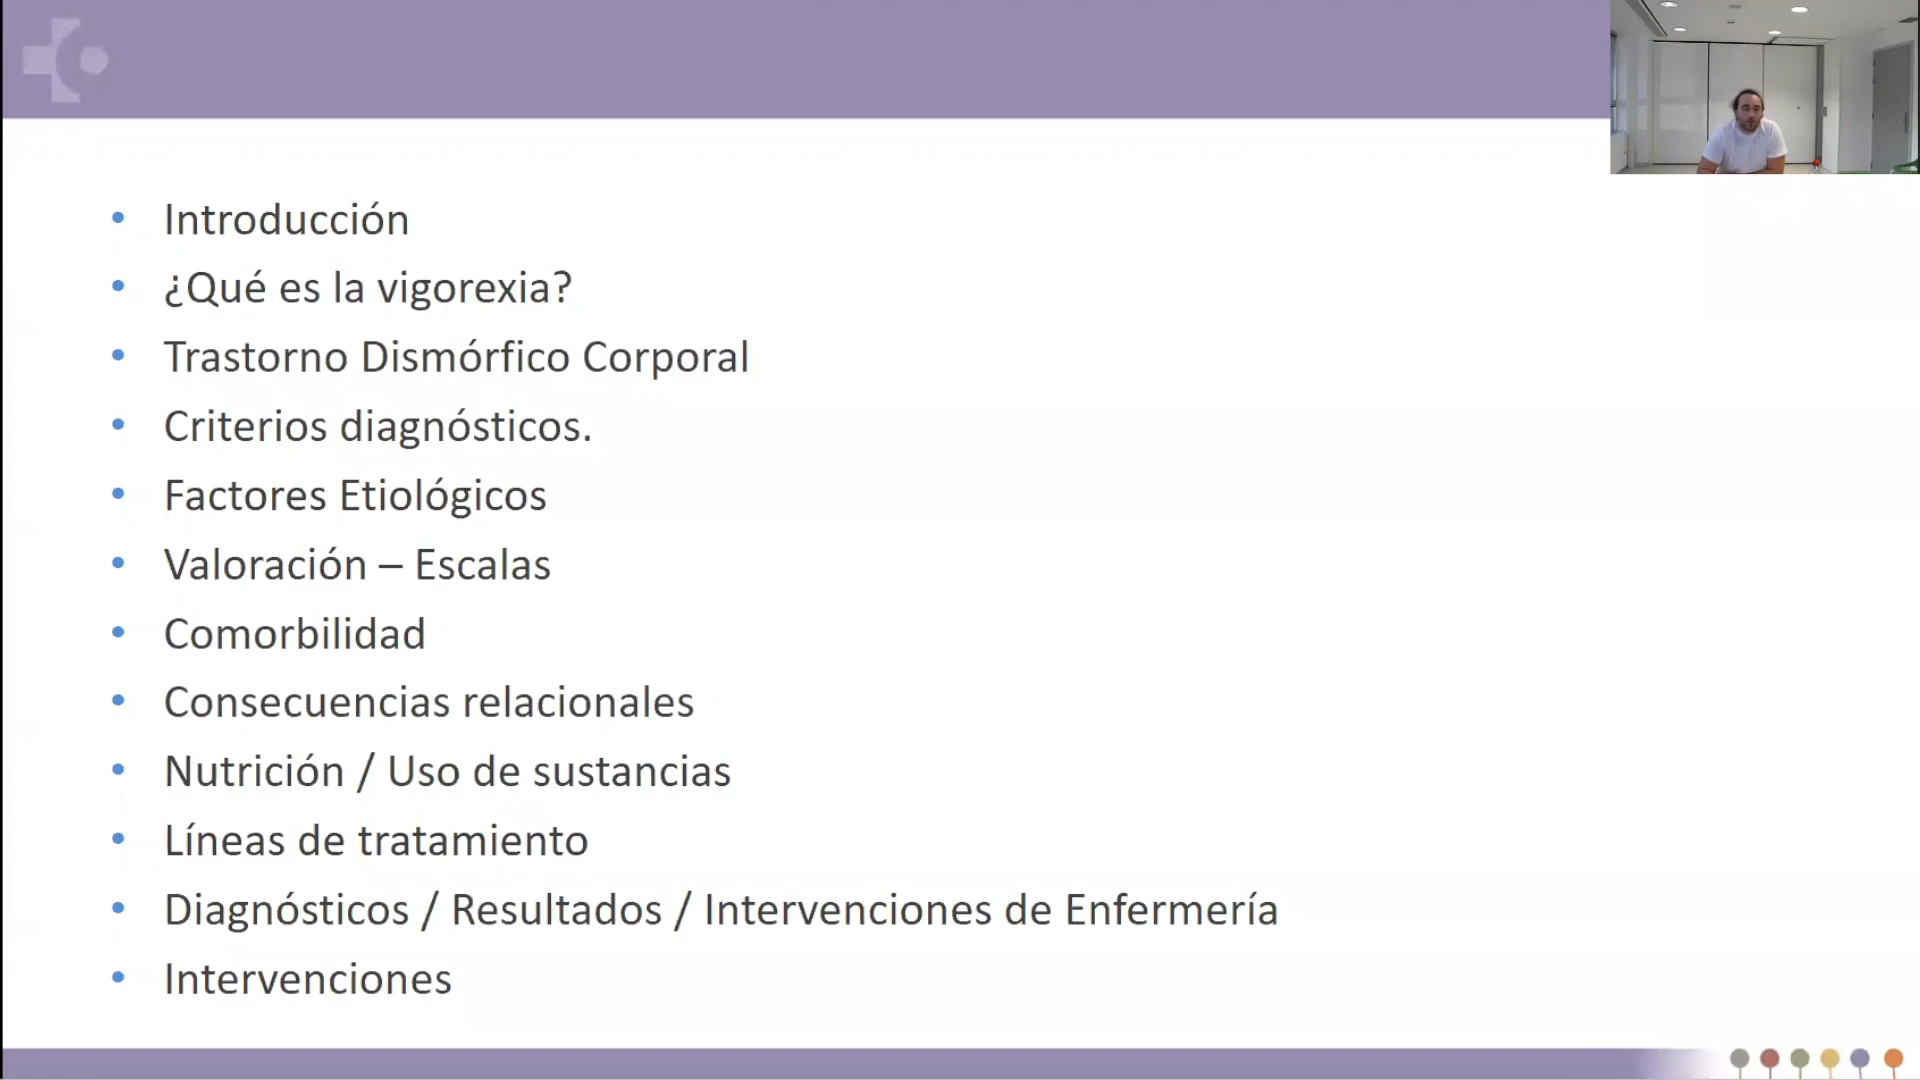 Introducción
¿Qué es la vigorexia?
Trastorno Dismórfico Corporal
Criterios diagnósticos.
Factores Etiológicos
Valoración – Escalas
Comorbilidad
Consecuencias relacionales
Nutrición / Uso de sustancias
Líneas de tratamiento
Diagnósticos / Resultados / Intervenciones de Enfermería
Intervenciones